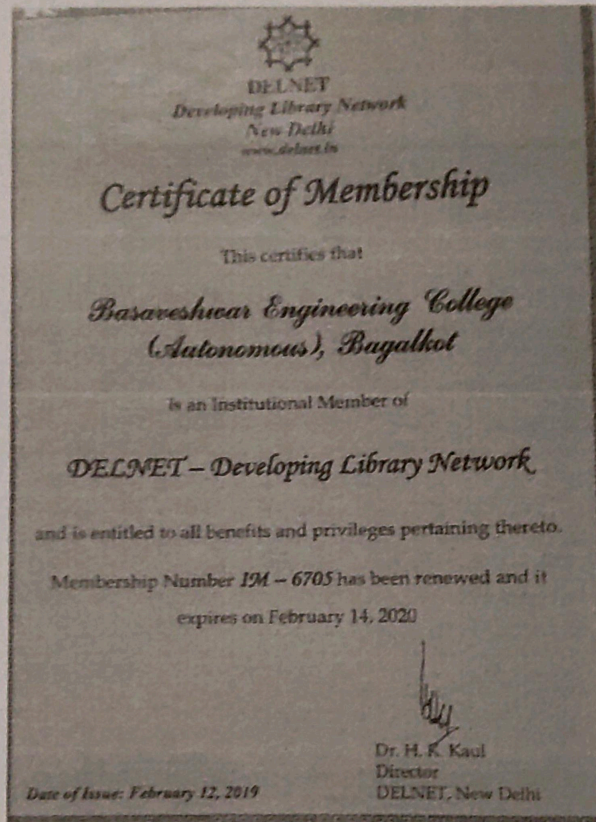 DELNET
Developing Library Network
New Delhi
www.delnet.in
Certificate of Membership
This certifies that
Basaveshwar Engineering College
(Autonomous), Bagalkot
is an Institutional Member of
DELNET – Developing Library Network
and is entitled to all benefits and privileges pertaining thereto.
Membership Number IM – 6705 has been renewed and it
expires on February 14, 2020
Dr. H. K. Kaul
Director
DELNET, New Delhi
Date of Issue: February 12, 2019